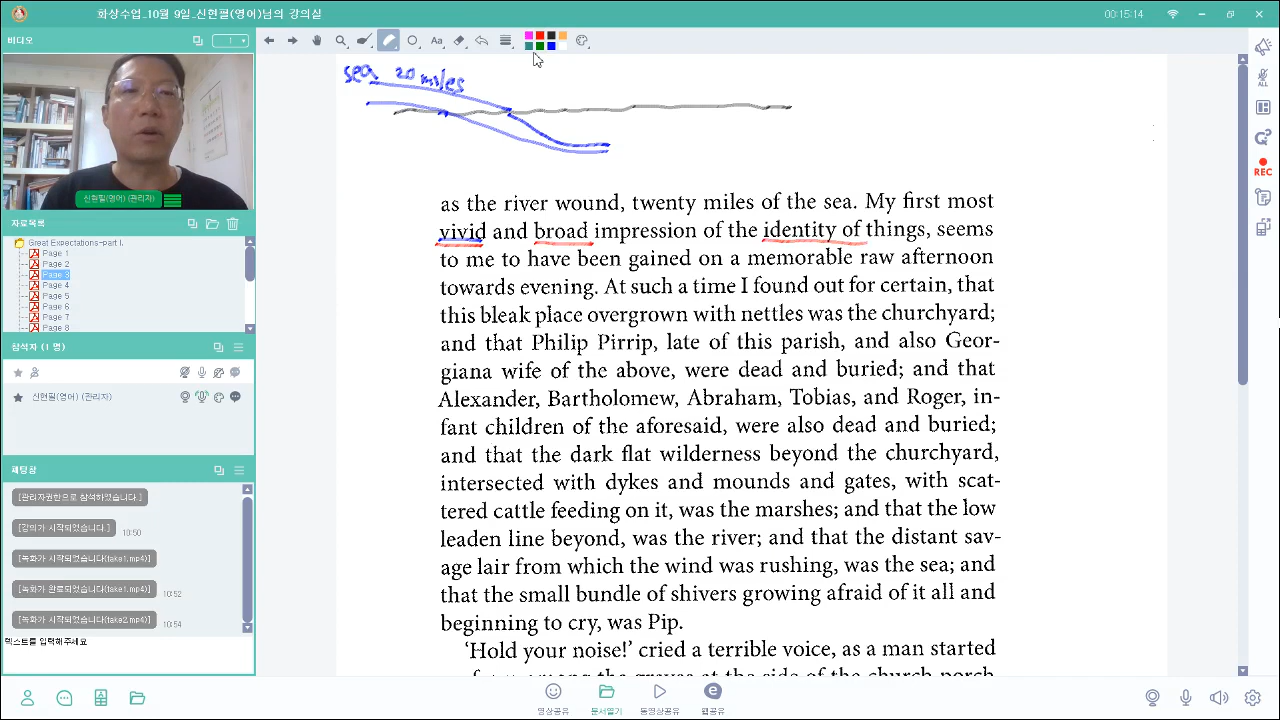 화상수업_10월 9일_신현필(영어)님의 강의실
00:15:14
비디오
1
신현필(영어) (관리자)
자료목록
Great Expectations-part I.
Page 1
Page 2
Page 3
Page 4
Page 5
Page 6
Page 7
Page 8
참석자 (1 명)
신현필(영어) (관리자)
채팅창
[관리자권한으로 참석하였습니다.]
[강의가 시작되었습니다.]
10:50
[녹화가 시작되었습니다(take1.mp4)]
[녹화가 완료되었습니다(take1.mp4)]
10:52
[녹화가 시작되었습니다(take2.mp4)]
10:54
텍스트를 입력해주세요
Aa
sea 20 miles
as the river wound, twenty miles of the sea. My first most
vivid and broad impression of the identity of things, seems
to me to have been gained on a memorable raw afternoon
towards evening. At such a time I found out for certain, that
this bleak place overgrown with nettles was the churchyard;
and that Philip Pirrip, late of this parish, and also Geor-
giana wife of the above, were dead and buried; and that
Alexander, Bartholomew, Abraham, Tobias, and Roger, in-
fant children of the aforesaid, were also dead and buried;
and that the dark flat wilderness beyond the churchyard,
intersected with dykes and mounds and gates, with scat-
tered cattle feeding on it, was the marshes; and that the low
leaden line beyond, was the river; and that the distant sav-
age lair from which the wind was rushing, was the sea; and
that the small bundle of shivers growing afraid of it all and
beginning to cry, was Pip.
‘Hold your noise!’ cried a terrible voice, as a man started
ALL
REC
영상공유
문서열기
동영상공유
웹공유